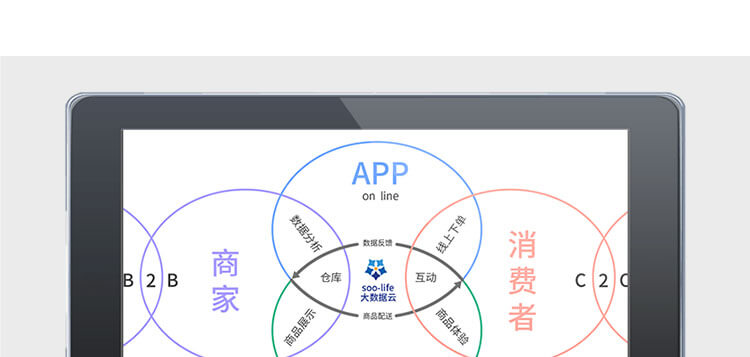 APP
on line
数据分析
线上下单
数据反馈
商家
消费者
B 2 B
仓库
soo-life
大数据云
互动
C 2 C
商品配送
商品展示
商品体验